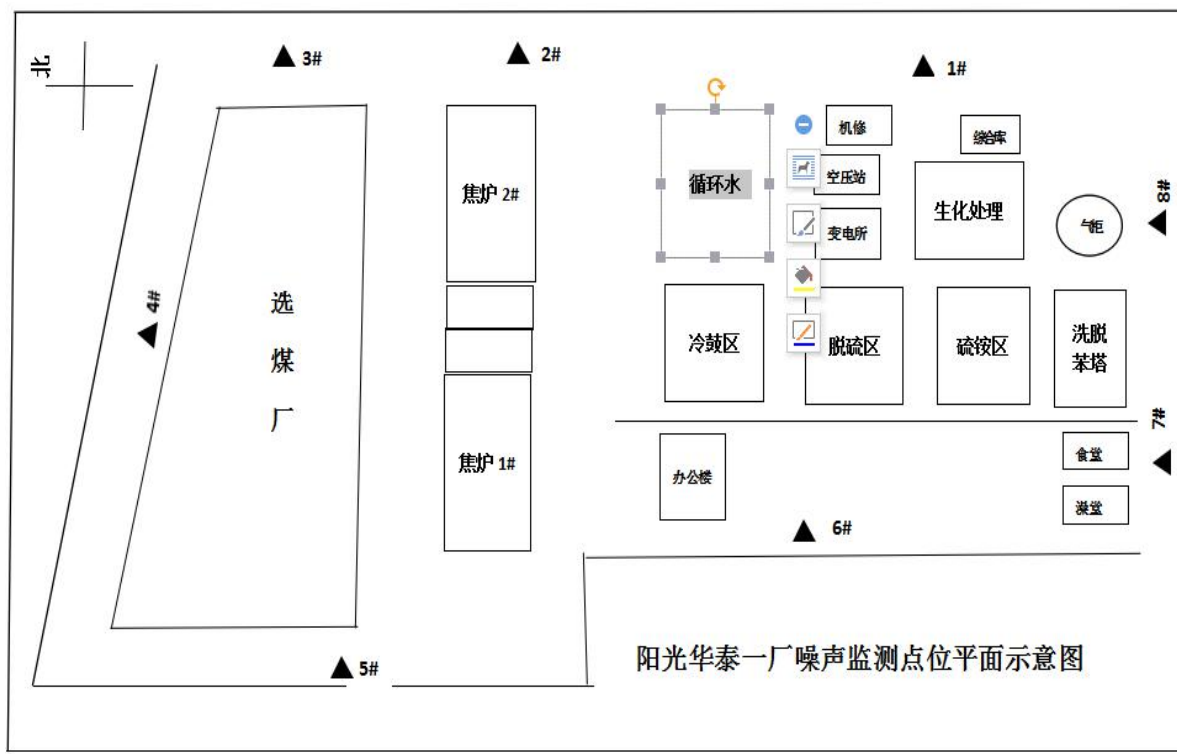 北
3#
2#
1#
机修
综合库
循环水
空压站
焦炉 2#
生化处理
变电所
气柜
8#
4#
选
煤
厂
冷鼓区
脱硫区
硫铵区
洗脱
苯塔
7#
焦炉 1#
办公楼
食堂
澡堂
6#
5#
阳光华泰一厂噪声监测点位平面示意图